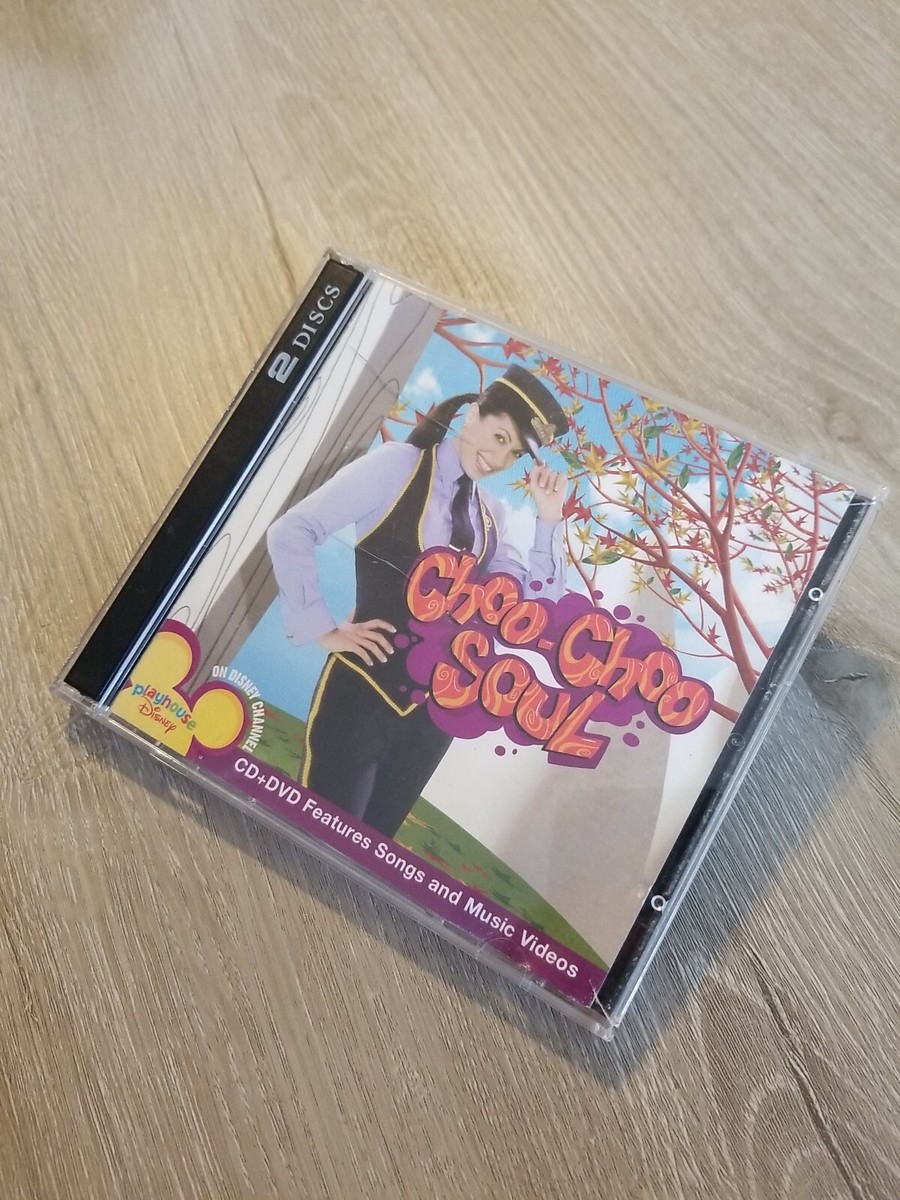 2 DISCS
Choo-Choo
Soul
playhouse
Disney
ON DISNEY CHANNEL
CD+DVD Features Songs and Music Videos